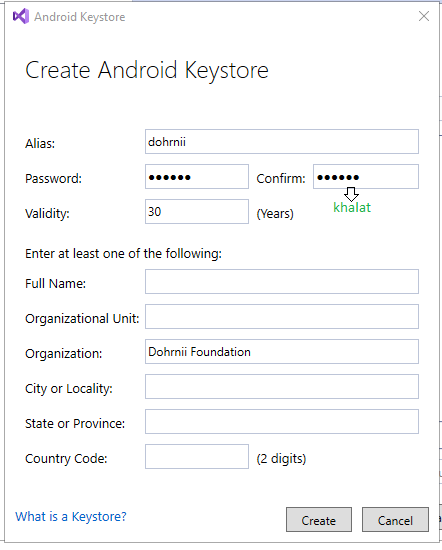 Android Keystore
Create Android Keystore
Alias: dohrnii
Password: ●●●●●● Confirm: ●●●●●●
khalat
Validity: 30 (Years)
Enter at least one of the following:
Full Name:
Organizational Unit:
Organization: Dohrnii Foundation
City or Locality:
State or Province:
Country Code: (2 digits)
What is a Keystore? Create Cancel